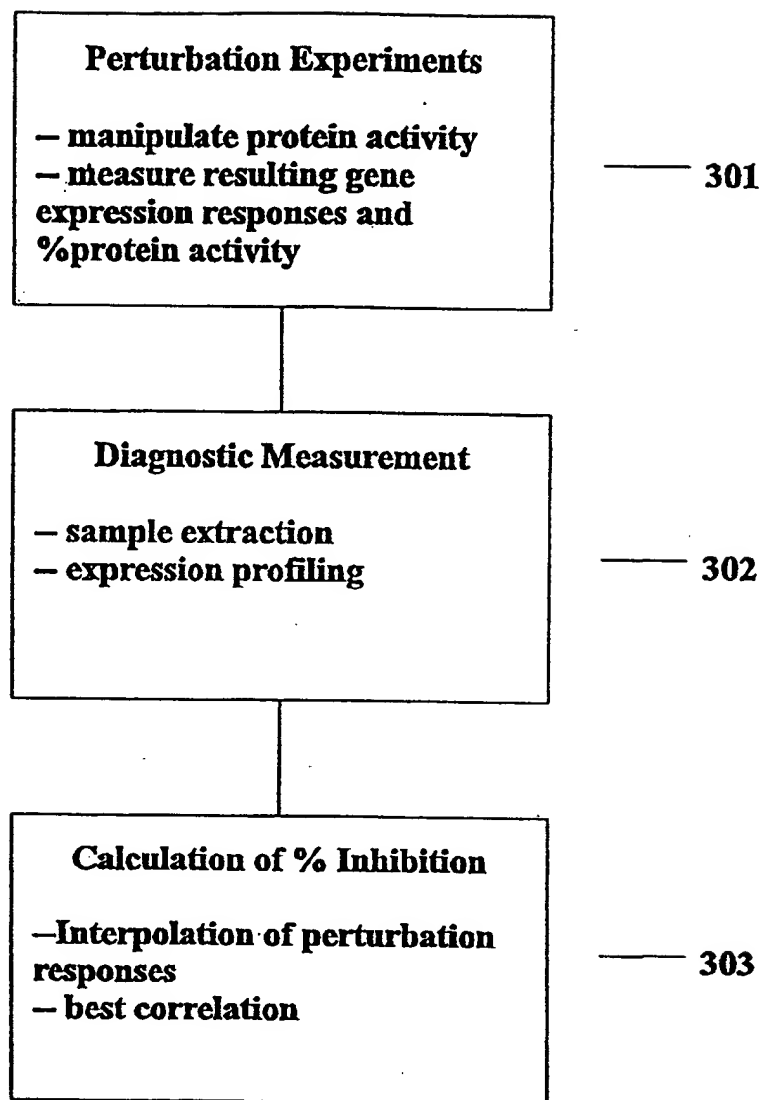 Perturbation Experiments
— manipulate protein activity
— measure resulting gene
expression responses and
%protein activity
301
Diagnostic Measurement
— sample extraction
— expression profiling
302
Calculation of % Inhibition
—Interpolation of perturbation
responses
— best correlation
303